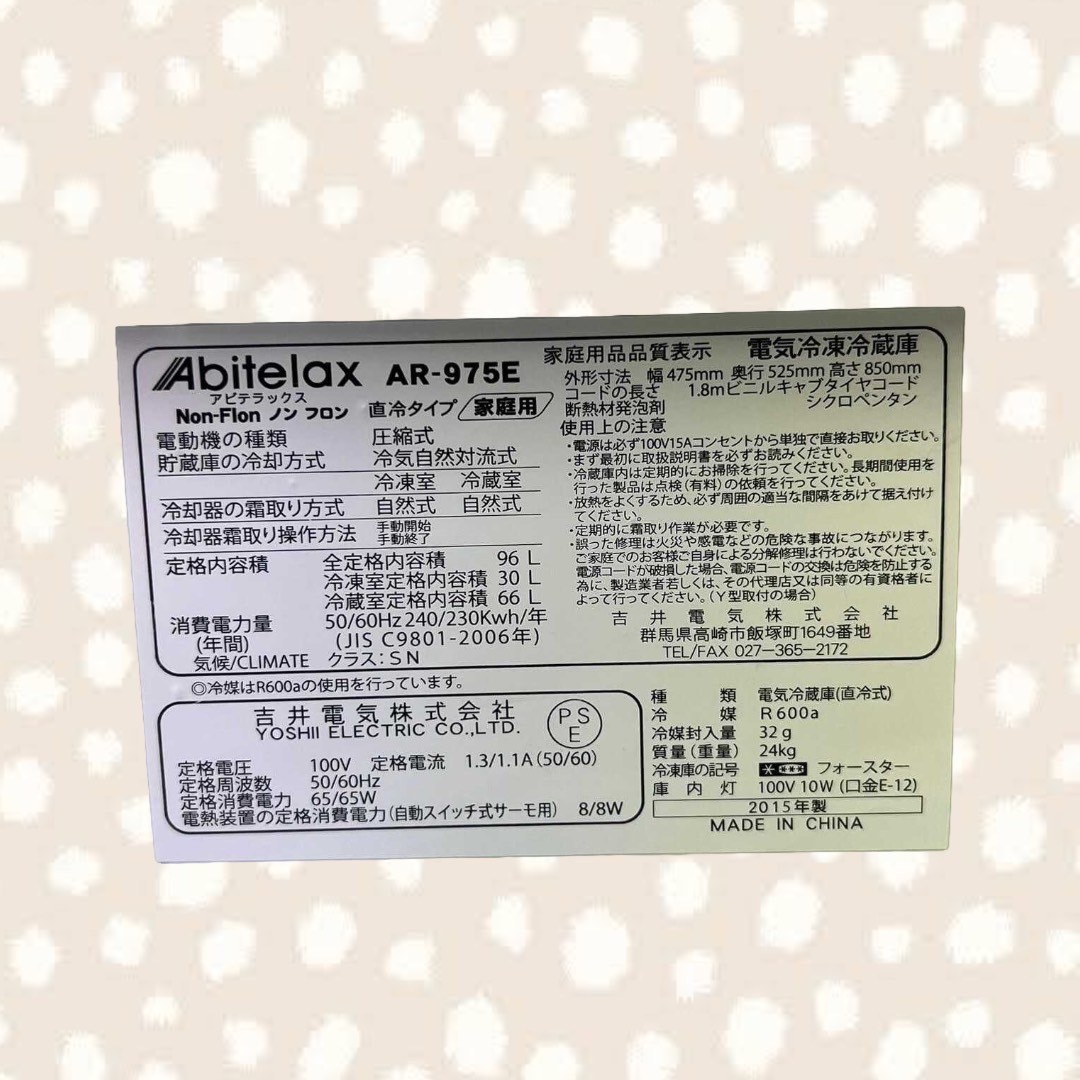 Abitelax AR-975E
アビテラックス
Non-Flon ノン フロン 直冷タイプ 家庭用
電動機の種類 圧縮式
貯蔵庫の冷却方式 冷気自然対流式
冷凍室 冷蔵室
冷却器の霜取り方式 自然式 自然式
冷却器霜取り操作方法 手動開始
手動終了
定格内容積 全定格内容積 96 L
冷凍室定格内容積 30 L
冷蔵室定格内容積 66 L
消費電力量 50/60Hz 240/230Kwh/年
(年間) (JIS C9801-2006年)
気候/CLIMATE クラス:SN
家庭用品品質表示 電気冷凍冷蔵庫
外形寸法 幅 475mm 奥行 525mm 高さ 850mm
コードの長さ 1.8mビニルキャブタイヤコード
断熱材発泡剤 シクロペンタン
使用上の注意
・電源は必ず100V15Aコンセントから単独で直接お取りください。
・まず最初に取扱説明書を必ずお読みください。
・冷蔵庫内は定期的にお掃除を行ってください。長期間使用を
行った製品は点検(有料)の依頼を行ってください。
・放熱をよくするため、必ず周囲の適当な間隔をあけて据え付け
てください。
・定期的に霜取り作業が必要です。
・誤った修理は火災や感電などの危険な事故につながります。
ご家庭でのお客様ご自身による分解修理は行わないでください。
電源コードが破損した場合、電源コードの交換は危険を防止する
為に、製造業者若しくは、その代理店又は同等の有資格者に
よって行ってください。(Y型取付の場合)
吉井電気株式会社
群馬県高崎市飯塚町1649番地
TEL/FAX 027-365-2172
◎冷媒はR600aの使用を行っています。
吉井電気株式会社
YOSHII ELECTRIC CO.,LTD.
PS
E
定格電圧 100V 定格電流 1.3/1.1A(50/60)
定格周波数 50/60Hz
定格消費電力 65/65W
電熱装置の定格消費電力(自動スイッチ式サーモ用) 8/8W
種類 電気冷蔵庫(直冷式)
冷媒 R 600a
冷媒封入量 32 g
質量(重量) 24kg
冷凍庫の記号 フォースター
庫内灯 100V 10W (口金E-12)
2015年製
MADE IN CHINA